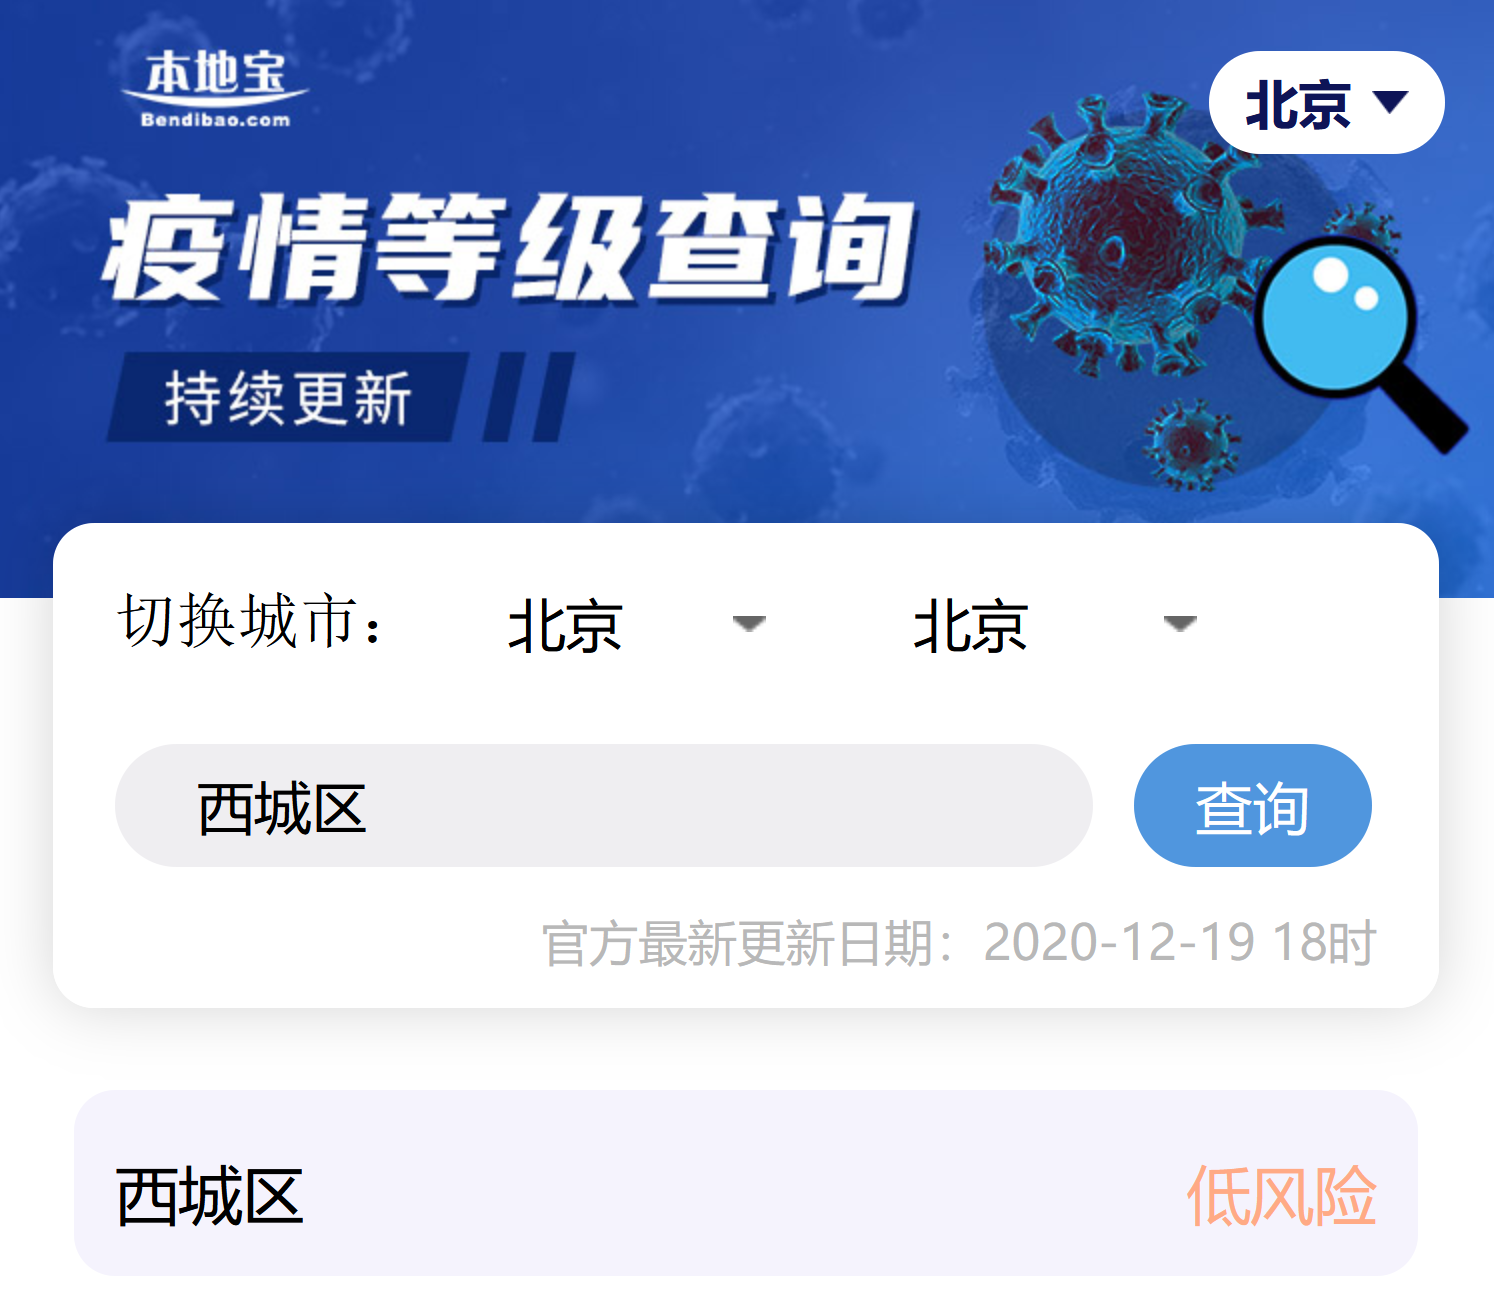 本地宝
Bendibao.com
北京
疫情等级查询
持续更新
切换城市： 北京 北京
西城区 查询
官方最新更新日期：2020-12-19 18时
西城区 低风险